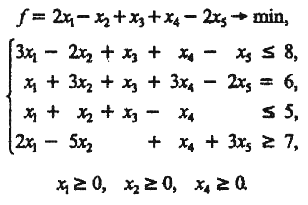 f = 2x₁ − x₂ + x₃ + x₄ − 2x₅ → min,
3x₁ − 2x₂ + x₃ + x₄ − x₅ ≤ 8,
x₁ + 3x₂ + x₃ + 3x₄ − 2x₅ = 6,
x₁ + x₂ + x₃ − x₄ ≤ 5,
2x₁ − 5x₂ + x₄ + 3x₅ ≥ 7,
x₁ ≥ 0, x₂ ≥ 0, x₄ ≥ 0.